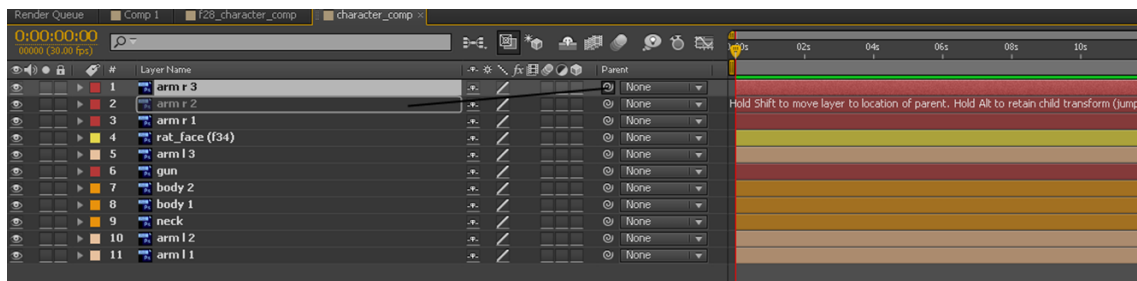 Render Queue Comp 1 f28_character_comp character_comp ×
0:00:00:00
00000 (30.00 fps)
0s 02s 04s 06s 08s 10s
# Layer Name Parent
1 arm r 3 None
2 arm r 2 None Hold Shift to move layer to location of parent. Hold Alt to retain child transform (jump
3 arm r 1 None
4 rat_face (f34) None
5 arm l 3 None
6 gun None
7 body 2 None
8 body 1 None
9 neck None
10 arm l 2 None
11 arm l 1 None